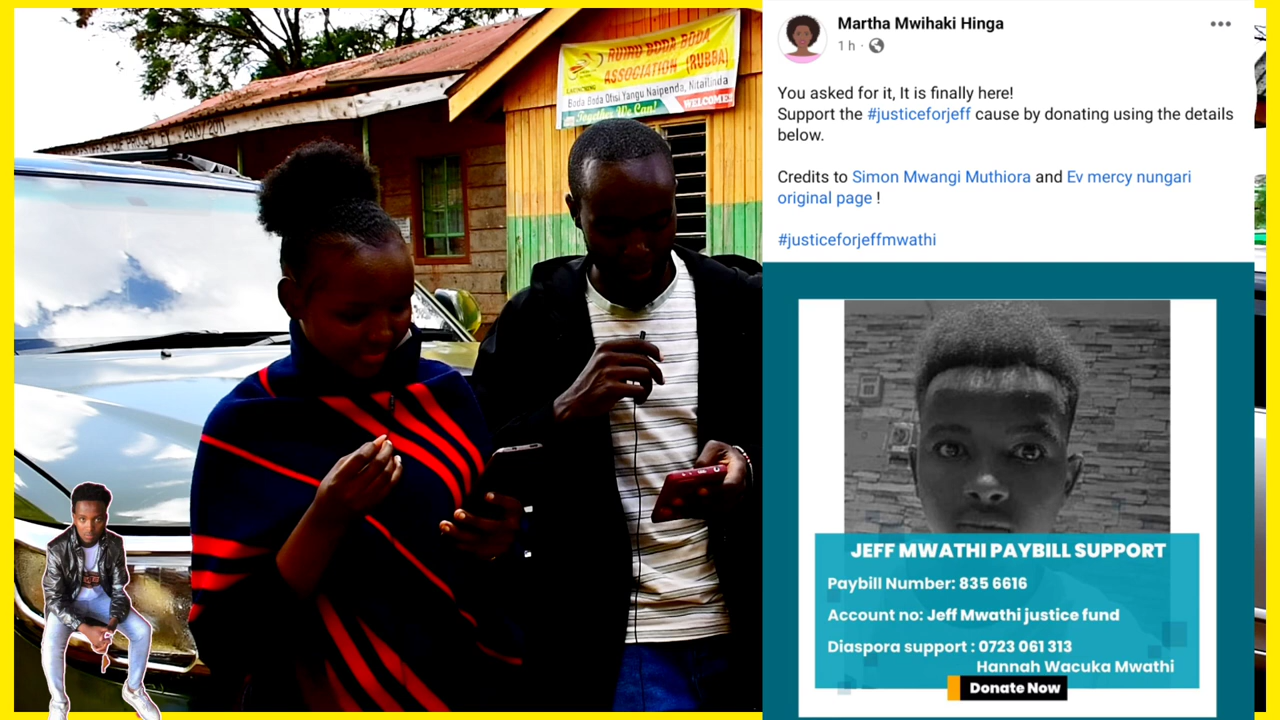 RUIRU BODA BODA
LAUNCHING
ASSOCIATION (RUBBA)
Boda Boda Ofisi Yangu Naipenda, Nitailinda
Together We Can!
WELCOME
Martha Mwihaki Hinga
1 h ·
You asked for it, It is finally here!
Support the #justiceforjeff cause by donating using the details
below.
Credits to Simon Mwangi Muthiora and Ev mercy nungari
original page !
#justiceforjeffmwathi
JEFF MWATHI PAYBILL SUPPORT
Paybill Number: 835 6616
Account no: Jeff Mwathi justice fund
Diaspora support : 0723 061 313
Hannah Wacuka Mwathi
Donate Now